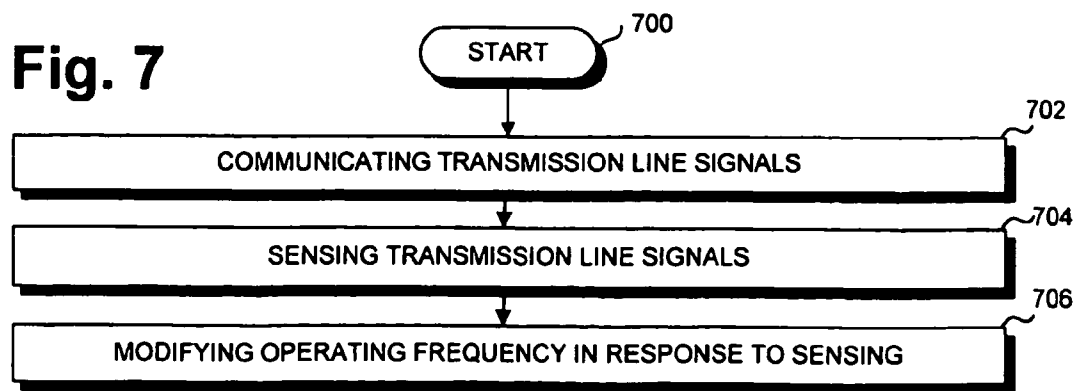 Fig. 7
START
700
COMMUNICATING TRANSMISSION LINE SIGNALS
702
SENSING TRANSMISSION LINE SIGNALS
704
MODIFYING OPERATING FREQUENCY IN RESPONSE TO SENSING
706